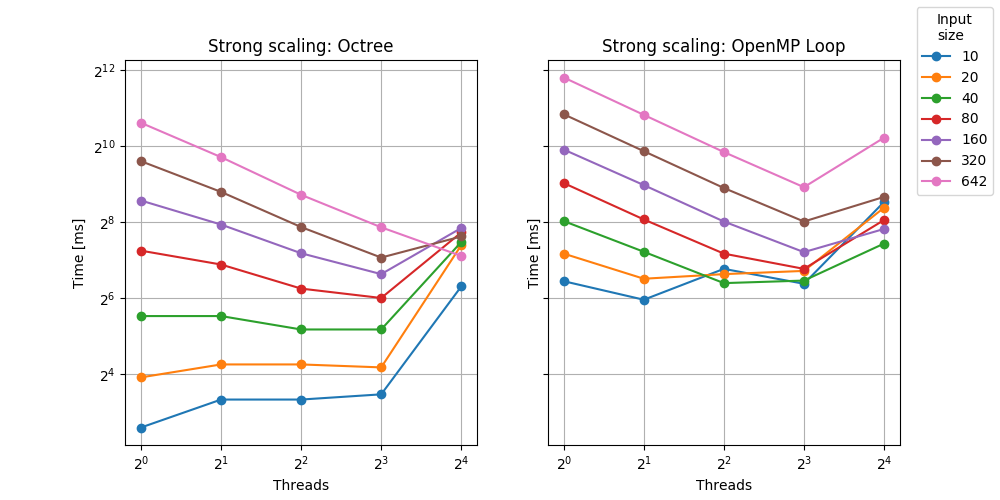 Strong scaling: Octree
2^12
2^10
2^8
2^6
2^4
Time [ms]
2^0 2^1 2^2 2^3 2^4
Threads
Strong scaling: OpenMP Loop
Time [ms]
2^0 2^1 2^2 2^3 2^4
Threads
Input
size
10
20
40
80
160
320
642